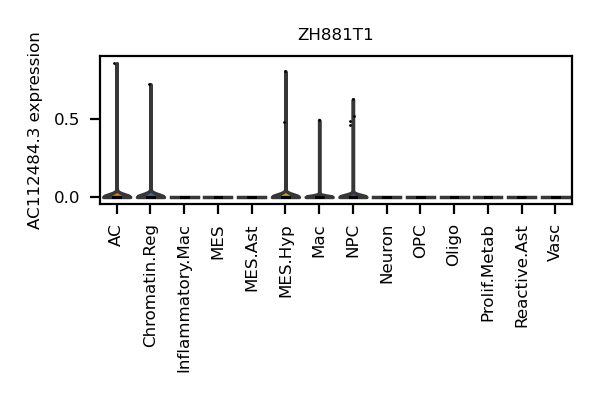 ZH881T1
AC112484.3 expression
0.5
0.0
AC
Chromatin.Reg
Inflammatory.Mac
MES
MES.Ast
MES.Hyp
Mac
NPC
Neuron
OPC
Oligo
Prolif.Metab
Reactive.Ast
Vasc